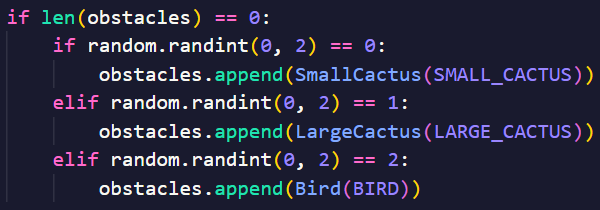 if len(obstacles) == 0:
    if random.randint(0, 2) == 0:
        obstacles.append(SmallCactus(SMALL_CACTUS))
    elif random.randint(0, 2) == 1:
        obstacles.append(LargeCactus(LARGE_CACTUS))
    elif random.randint(0, 2) == 2:
        obstacles.append(Bird(BIRD))